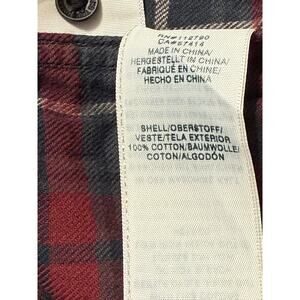 RN#112790
CA#57414
MADE IN CHINA/
HERGESTELLT IN CHINA/
FABRIQUÉ EN CHINE/
HECHO EN CHINA
SHELL/OBERSTOFF/
VESTE/TELA EXTERIOR
100% COTTON/BAUMWOLLE/
COTON/ALGODÓN